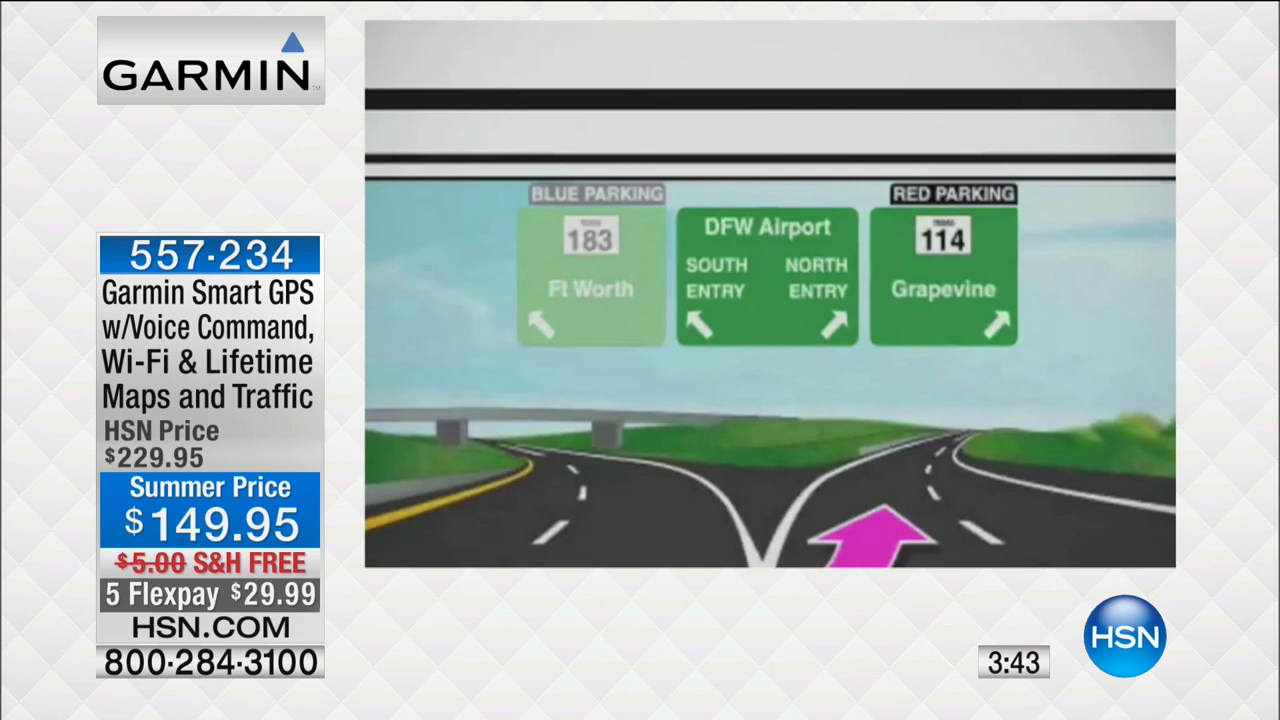 GARMIN
557·234
Garmin Smart GPS
w/Voice Command,
Wi-Fi & Lifetime
Maps and Traffic
HSN Price
$229.95
Summer Price
$149.95
$5.00 S&H FREE
5 Flexpay $29.99
HSN.COM
800·284·3100
BLUE PARKING
TEXAS
183
Ft Worth
DFW Airport
SOUTH NORTH
ENTRY ENTRY
RED PARKING
TEXAS
114
Grapevine
3:43
HSN